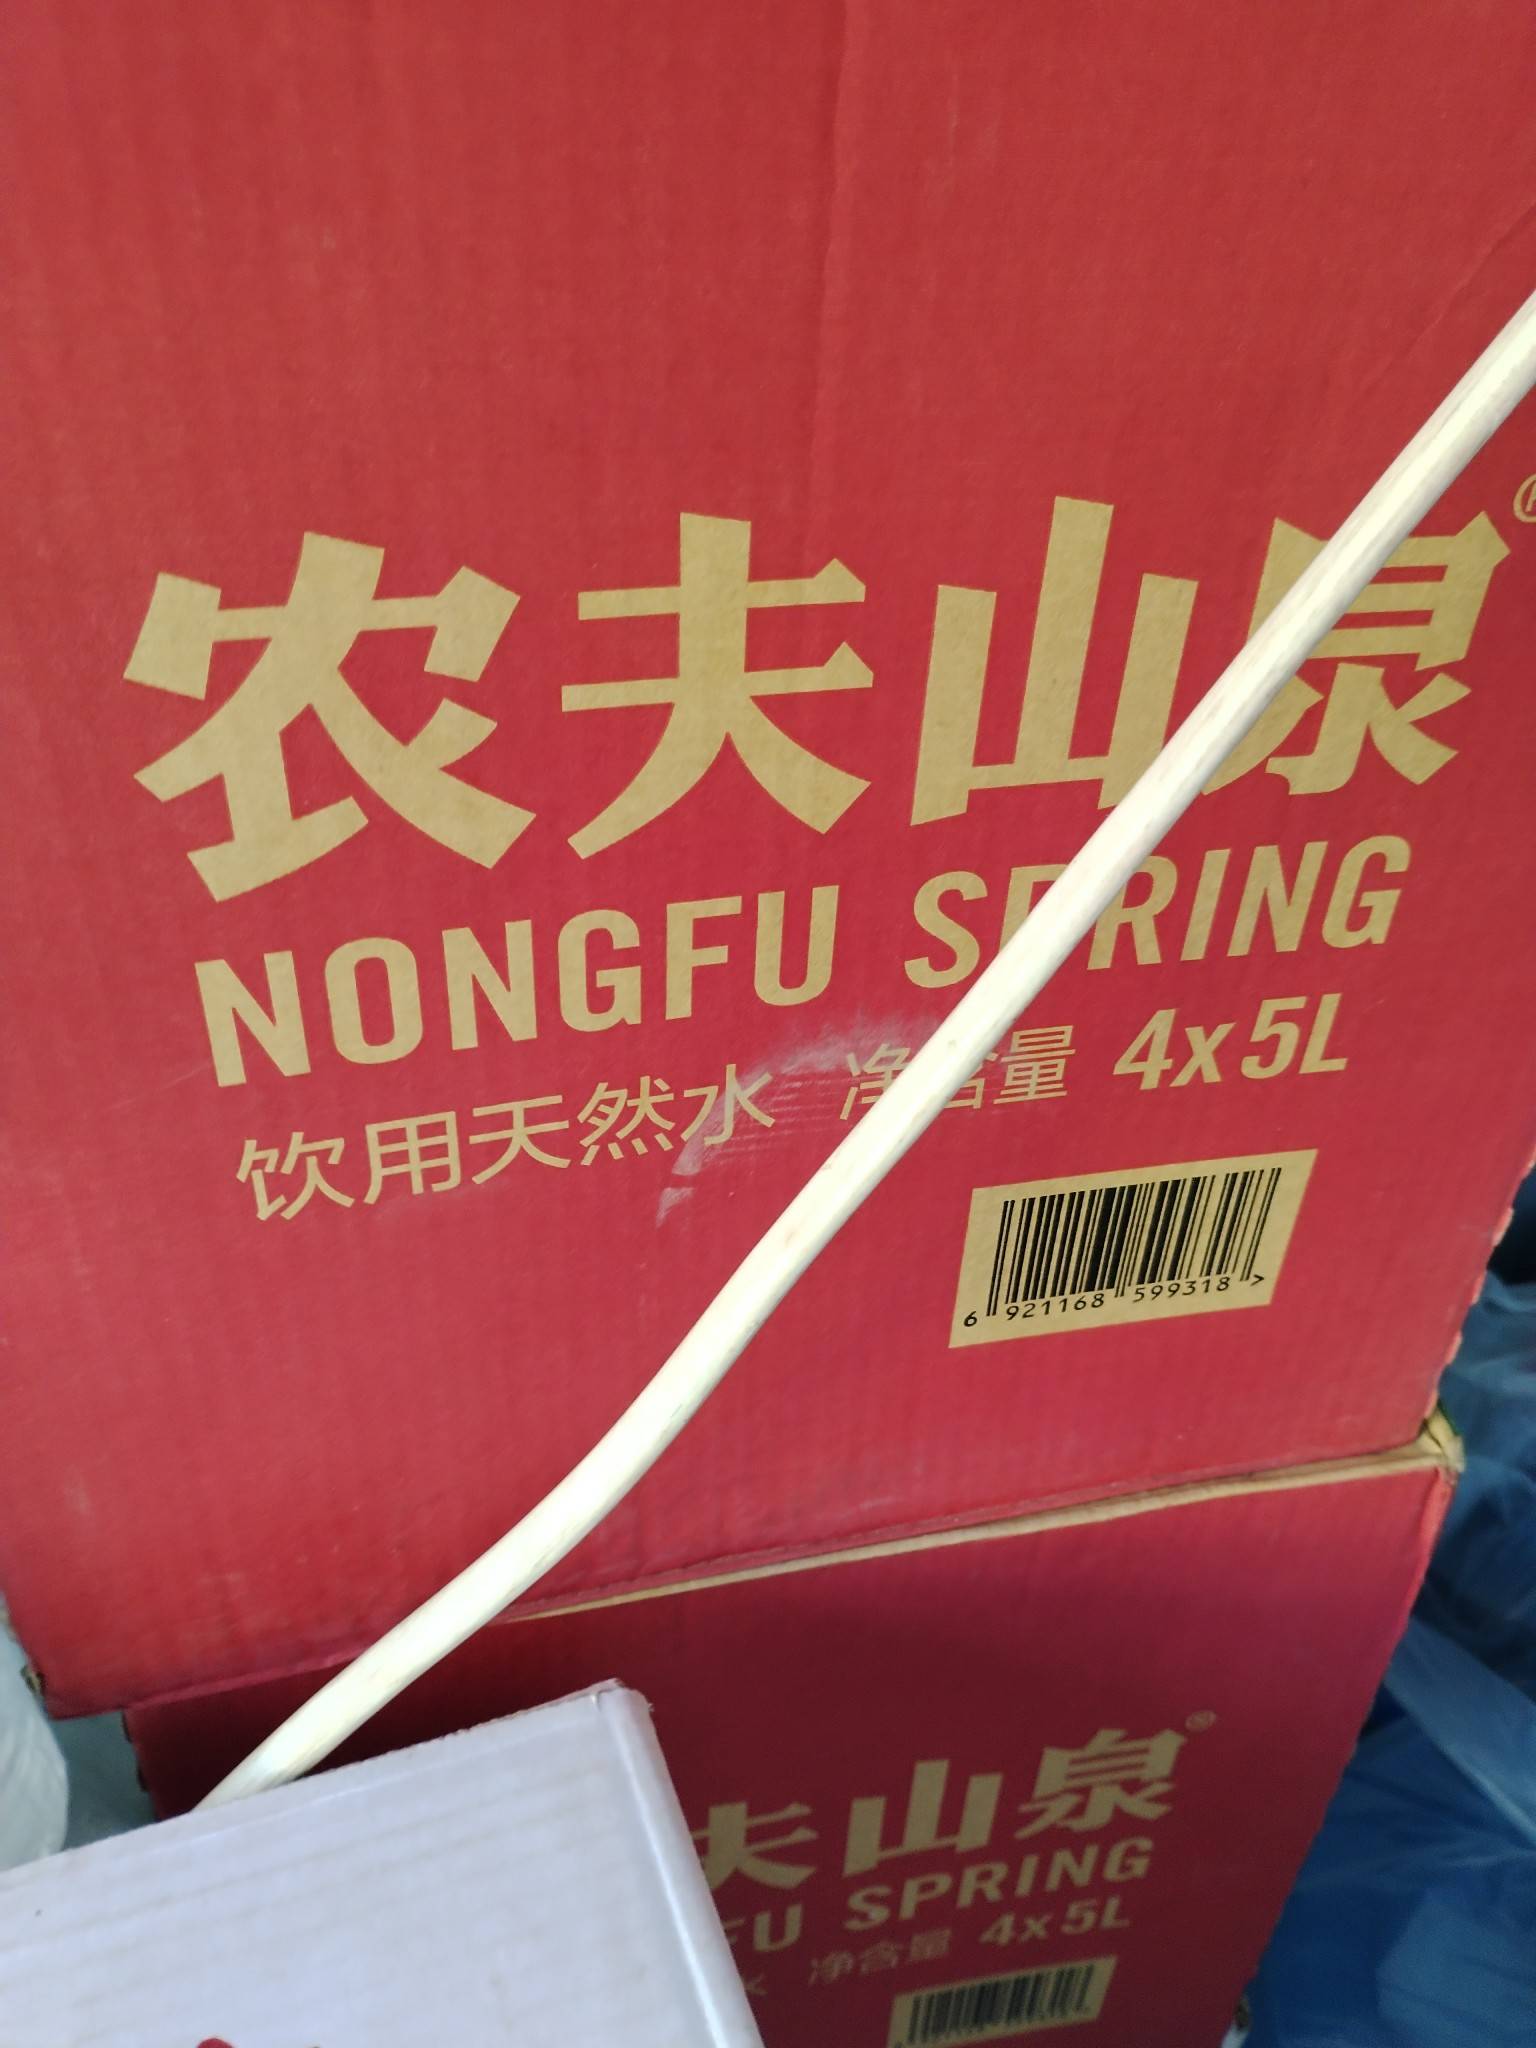 农夫山泉®
NONGFU SPRING
饮用天然水 净含量 4x5L
6 921168 599318 >
夫山泉®
FU SPRING
净含量 4x5L